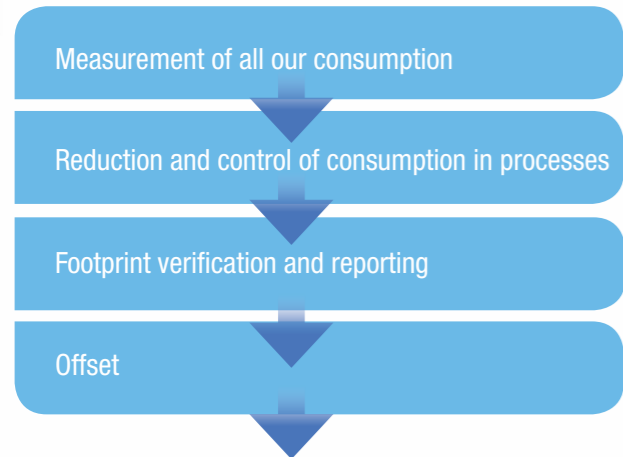 Measurement of all our consumption
Reduction and control of consumption in processes
Footprint verification and reporting
Offset